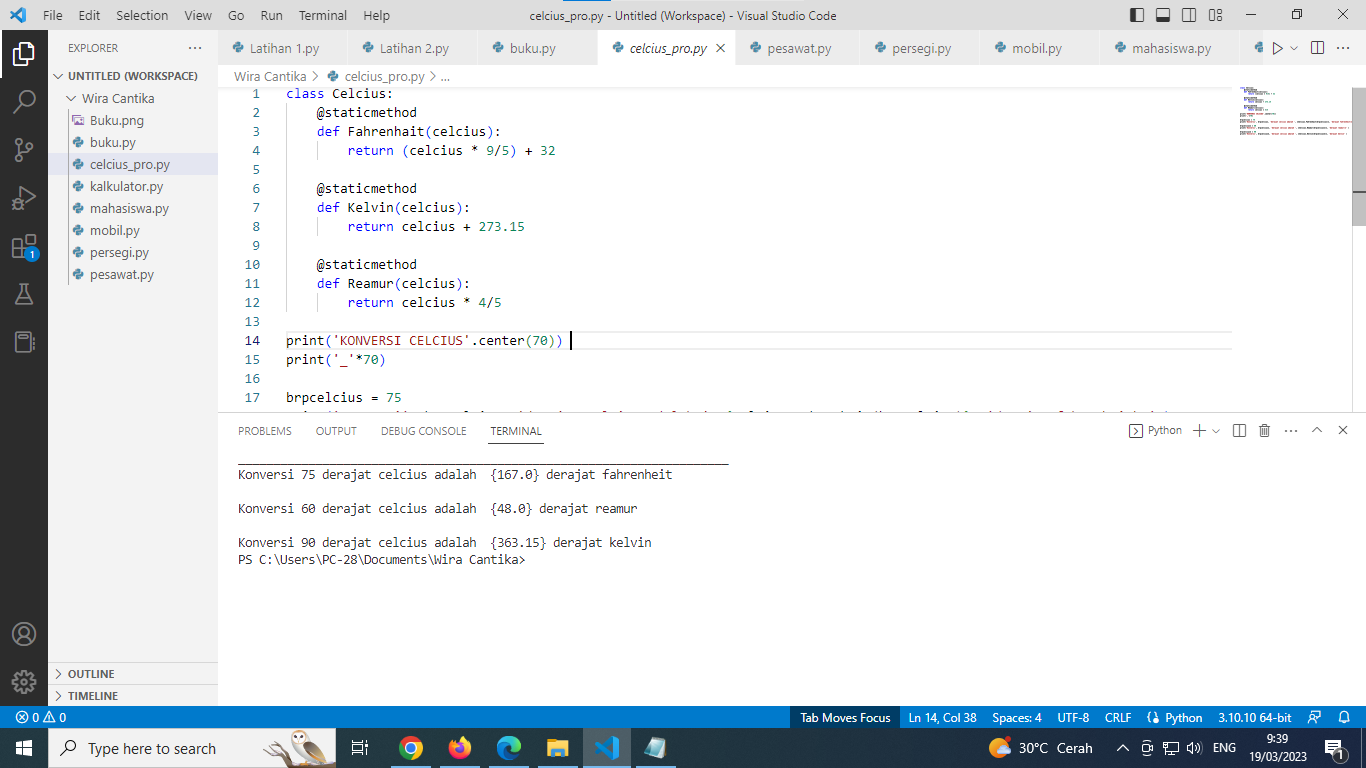 File Edit Selection View Go Run Terminal Help
celcius_pro.py - Untitled (Workspace) - Visual Studio Code
EXPLORER
Latihan 1.py
Latihan 2.py
buku.py
celcius_pro.py
pesawat.py
persegi.py
mobil.py
mahasiswa.py
UNTITLED (WORKSPACE)
Wira Cantika
Buku.png
buku.py
celcius_pro.py
kalkulator.py
mahasiswa.py
mobil.py
persegi.py
pesawat.py
OUTLINE
TIMELINE
1
Wira Cantika > celcius_pro.py > ...
1 class Celcius:
2 @staticmethod
3 def Fahrenhait(celcius):
4 return (celcius * 9/5) + 32
5
6 @staticmethod
7 def Kelvin(celcius):
8 return celcius + 273.15
9
10 @staticmethod
11 def Reamur(celcius):
12 return celcius * 4/5
13
14 print('KONVERSI CELCIUS'.center(70))
15 print('_'*70)
16
17 brpcelcius = 75
PROBLEMS OUTPUT DEBUG CONSOLE TERMINAL
Python
______________________________________________________________________
Konversi 75 derajat celcius adalah  {167.0} derajat fahrenheit
Konversi 60 derajat celcius adalah  {48.0} derajat reamur
Konversi 90 derajat celcius adalah  {363.15} derajat kelvin
PS C:\Users\PC-28\Documents\Wira Cantika>
0 0
Tab Moves Focus Ln 14, Col 38 Spaces: 4 UTF-8 CRLF Python 3.10.10 64-bit
Type here to search
30°C Cerah
ENG
9:39
19/03/2023
1